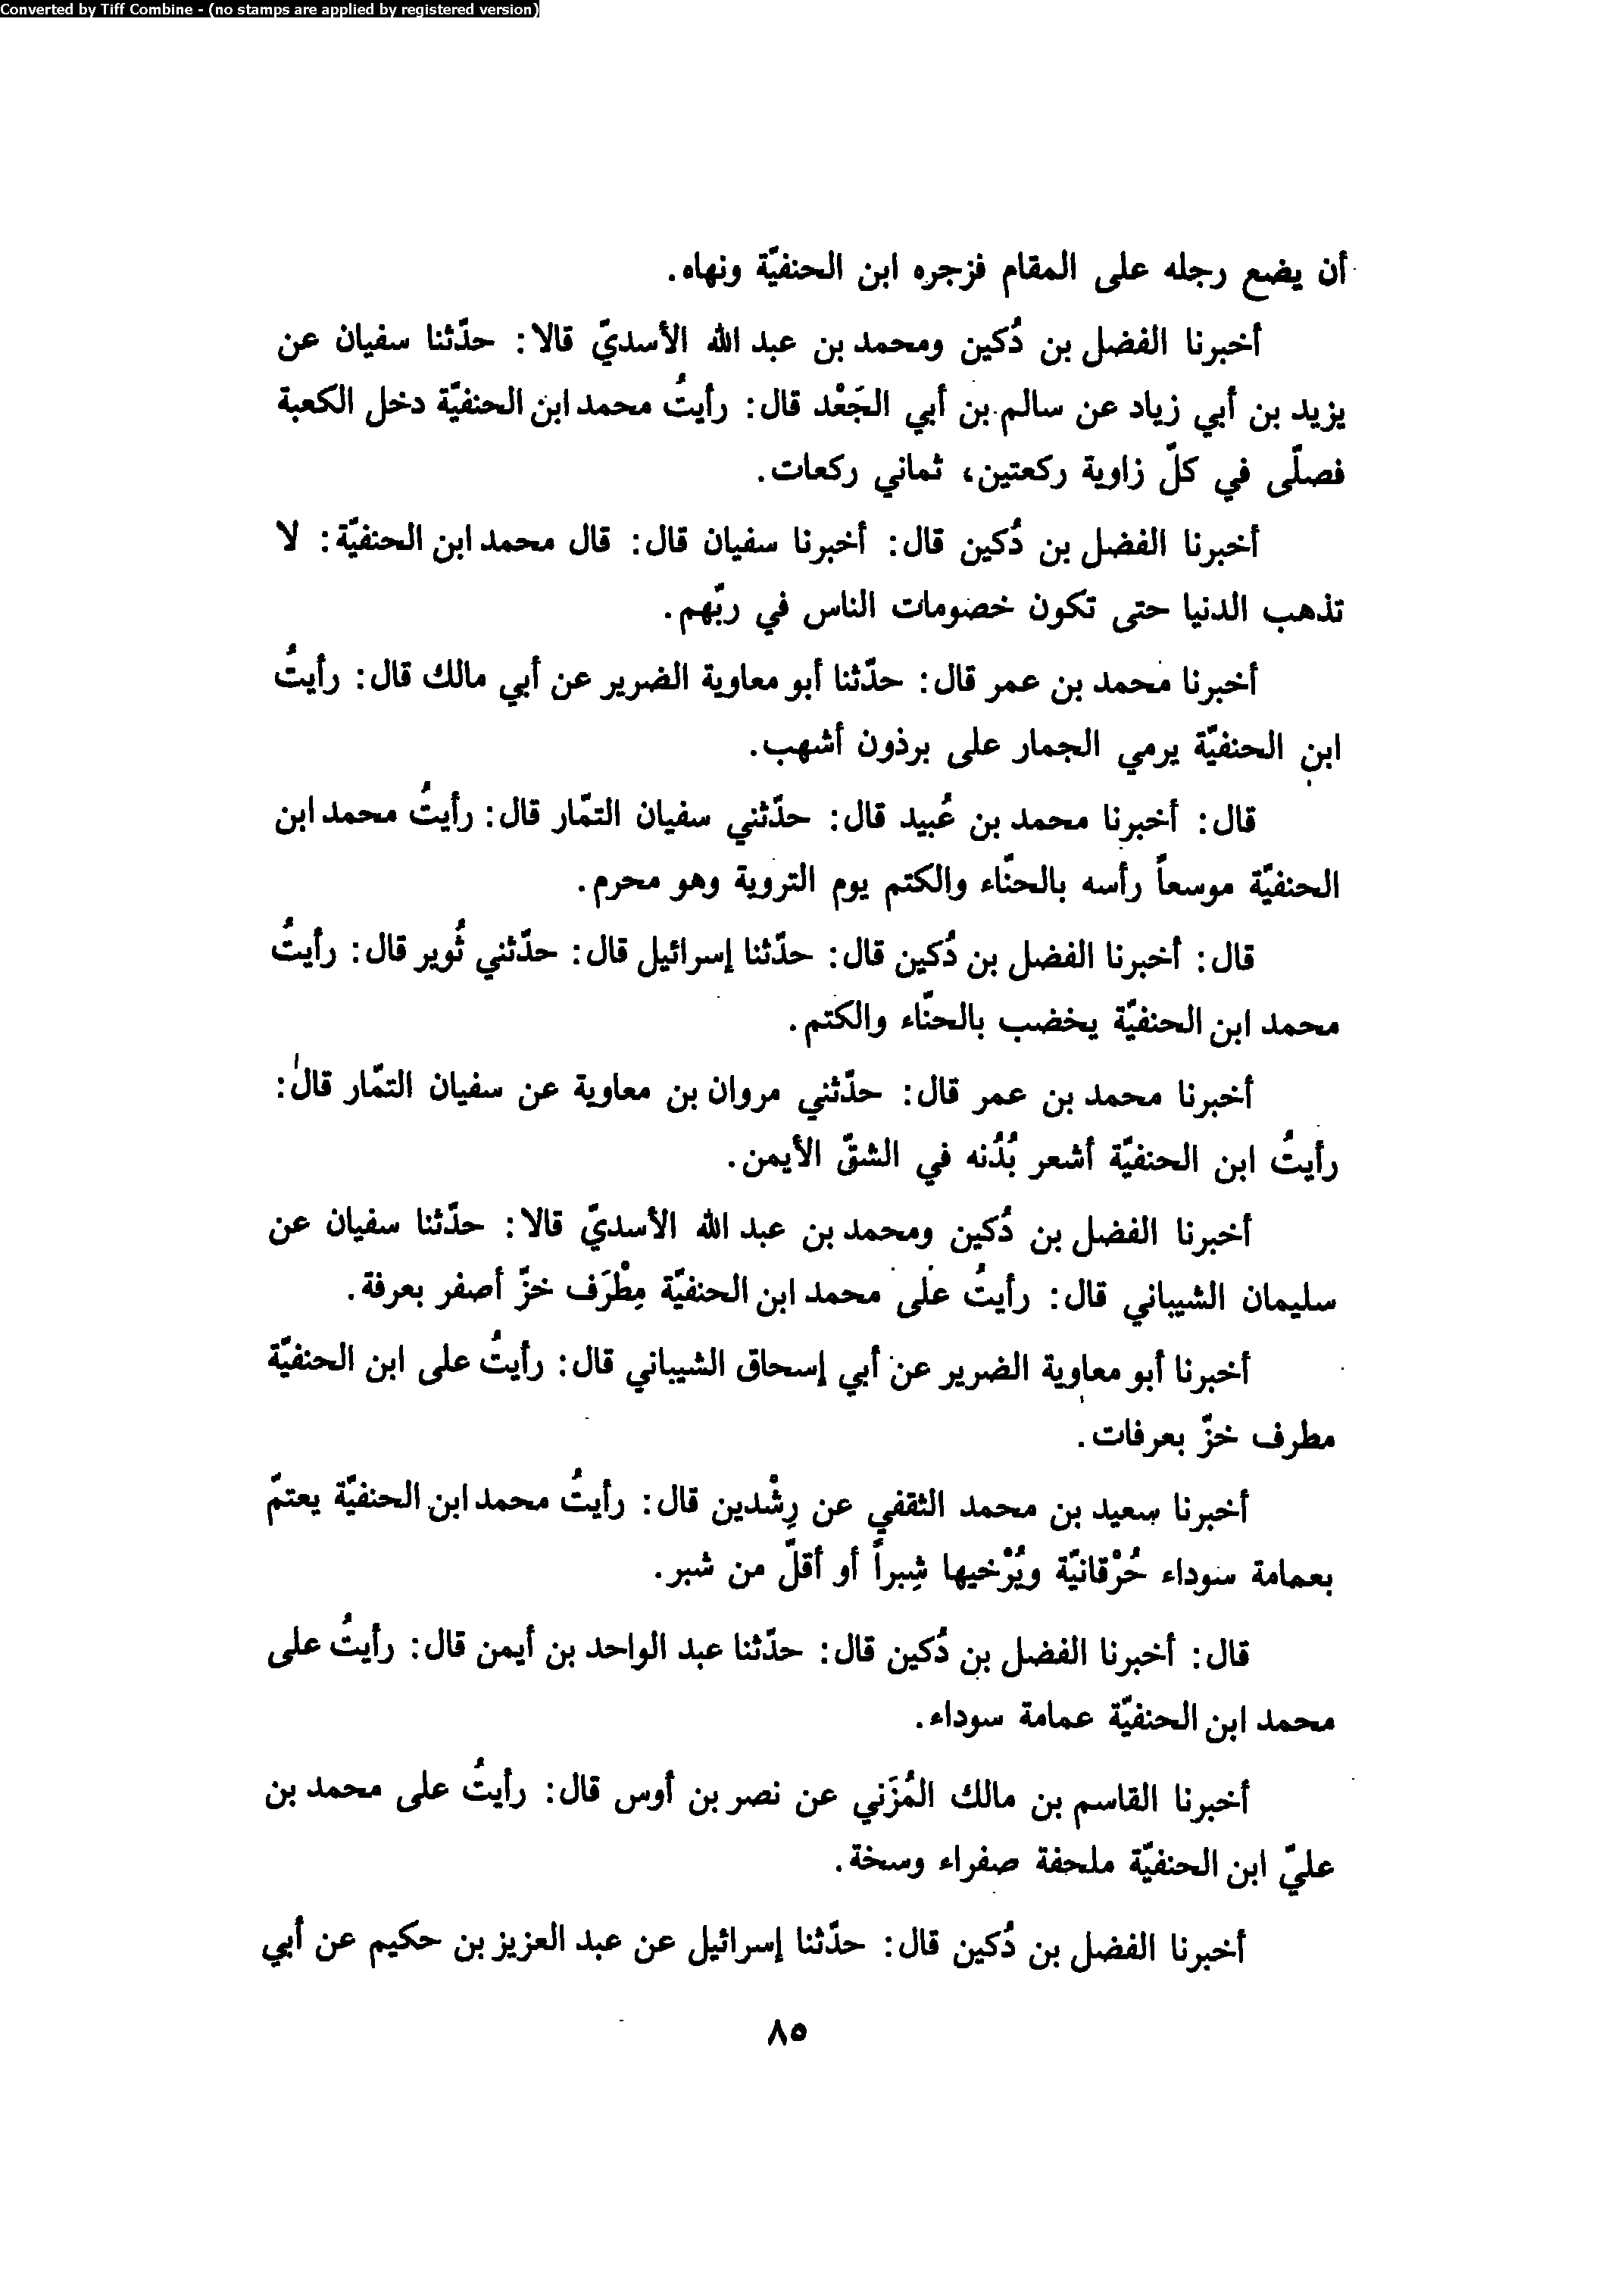 Converted by Tiff Combine - (no stamps are applied by registered version)
أن يضع رجله على المقام فزجره ابن الحنفيّة ونهاه.
أخبرنا الفضل بن دُكين ومحمد بن عبد الله الأسديّ قالا: حدّثنا سفيان عن
يزيد بن أبي زياد عن سالم بن أبي الجَعْد قال: رأيتُ محمد ابن الحنفيّة دخل الكعبة
فصلّى في كلّ زاوية ركعتين، ثماني ركعات.
أخبرنا الفضل بن دُكين قال: أخبرنا سفيان قال: قال محمد ابن الحنفيّة: لا
تذهب الدنيا حتى تكون خصومات الناس في ربّهم.
أخبرنا محمد بن عمر قال: حدّثنا أبو معاوية الضرير عن أبي مالك قال: رأيتُ
ابن الحنفيّة يرمي الجمار على برذون أشهب.
قال: أخبرنا محمد بن عُبيد قال: حدّثني سفيان التمّار قال: رأيتُ محمد ابن
الحنفيّة موسعاً رأسه بالحنّاء والكتم يوم التروية وهو محرم.
قال: أخبرنا الفضل بن دُكين قال: حدّثنا إسرائيل قال: حدّثني ثُوير قال: رأيتُ
محمد ابن الحنفيّة يخضب بالحنّاء والكتم.
أخبرنا محمد بن عمر قال: حدّثني مروان بن معاوية عن سفيان التمّار قال:
رأيتُ ابن الحنفيّة أشعر بُدُنه في الشقّ الأيمن.
أخبرنا الفضل بن دُكين ومحمد بن عبد الله الأسديّ قالا: حدّثنا سفيان عن
سليمان الشيباني قال: رأيتُ على محمد ابن الحنفيّة مِطْرَف خزّ أصفر بعرفة.
أخبرنا أبو معاوية الضرير عن أبي إسحاق الشيباني قال: رأيتُ على ابن الحنفيّة
مطرف خزّ بعرفات.
أخبرنا سعيد بن محمد الثقفي عن رِشْدين قال: رأيتُ محمد ابن الحنفيّة يعتمّ
بعمامة سوداء حُرْقانيّة ويُرْخيها شِبراً أو أقلّ من شبر.
قال: أخبرنا الفضل بن دُكين قال: حدّثنا عبد الواحد بن أيمن قال: رأيتُ على
محمد ابن الحنفيّة عمامة سوداء.
أخبرنا القاسم بن مالك المُزَني عن نصر بن أوس قال: رأيتُ على محمد بن
عليّ ابن الحنفيّة ملحفة صفراء وسخة.
أخبرنا الفضل بن دُكين قال: حدّثنا إسرائيل عن عبد العزيز بن حكيم عن أبي
٨٥